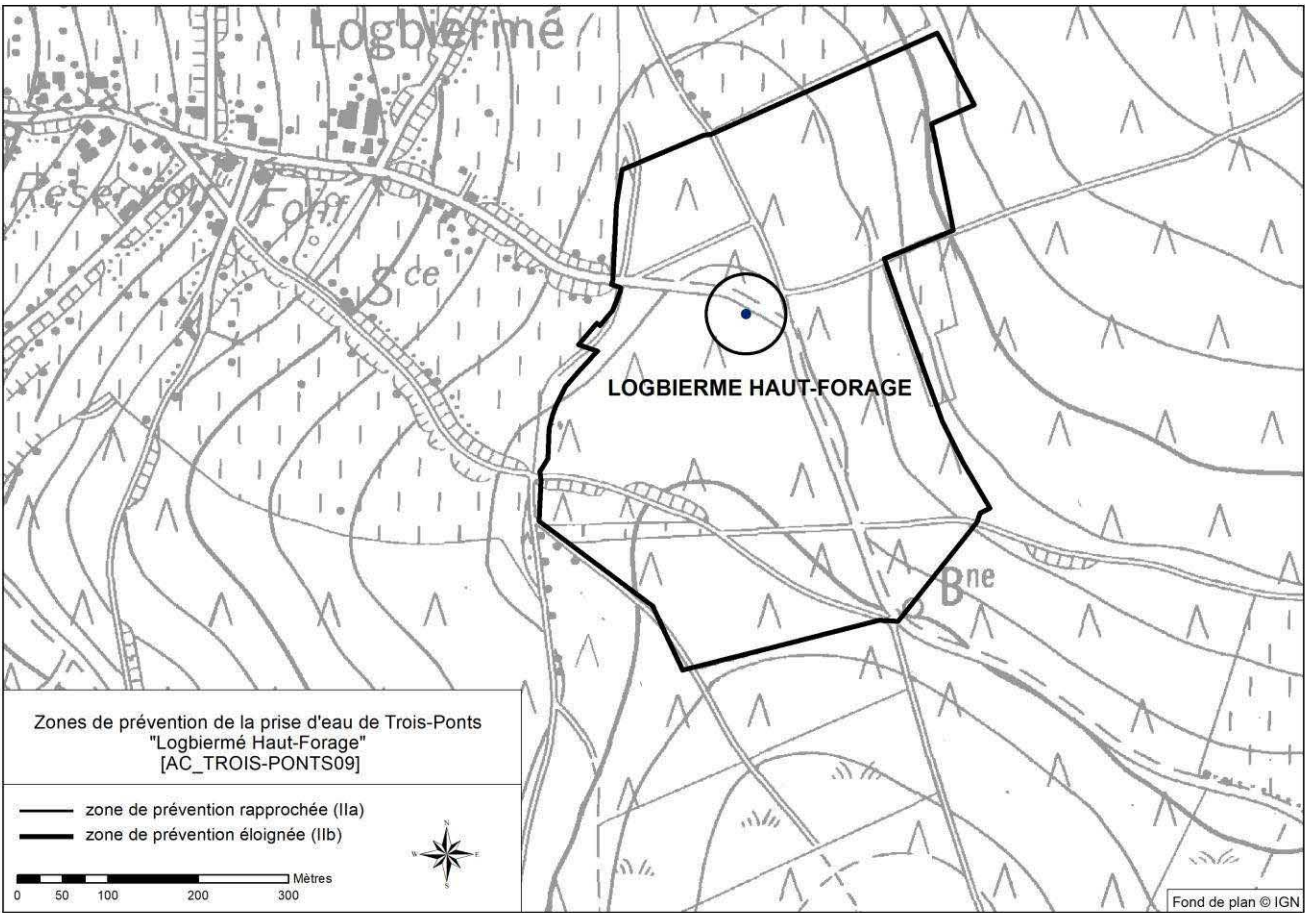 Logbiermé
Font
Sce
LOGBIERME HAUT-FORAGE
Bne
Zones de prévention de la prise d'eau de Trois-Ponts
"Logbiermé Haut-Forage"
[AC_TROIS-PONTS09]
zone de prévention rapprochée (IIa)
zone de prévention éloignée (IIb)
N
W
E
S
Mètres
0 50 100 200 300
Fond de plan © IGN